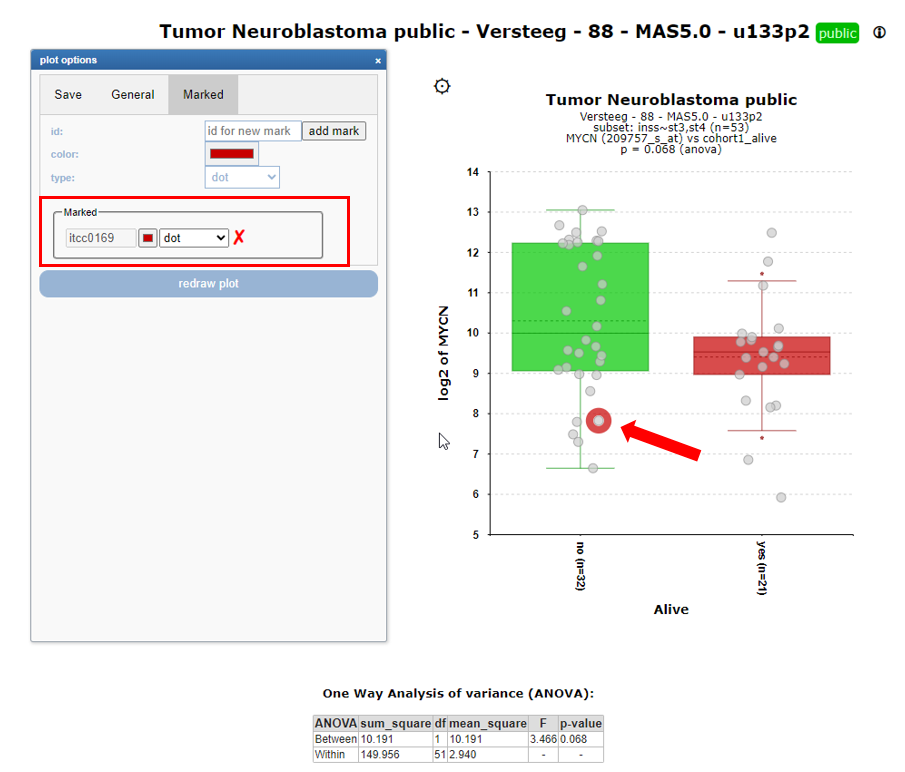 Tumor Neuroblastoma public - Versteeg - 88 - MAS5.0 - u133p2 public
plot options x
Save General Marked
id: id for new mark add mark
color:
type: dot
Marked
itcc0169 dot ✗
redraw plot
Tumor Neuroblastoma public
Versteeg - 88 - MAS5.0 - u133p2
subset: inss~st3,st4 (n=53)
MYCN (209757_s_at) vs cohort1_alive
p = 0.068 (anova)
14
13
12
11
10
9
8
7
6
5
log2 of MYCN
no (n=32)
yes (n=21)
Alive
One Way Analysis of variance (ANOVA):
ANOVA sum_square df mean_square F p-value
Between 10.191 1 10.191 3.466 0.068
Within 149.956 51 2.940 - -